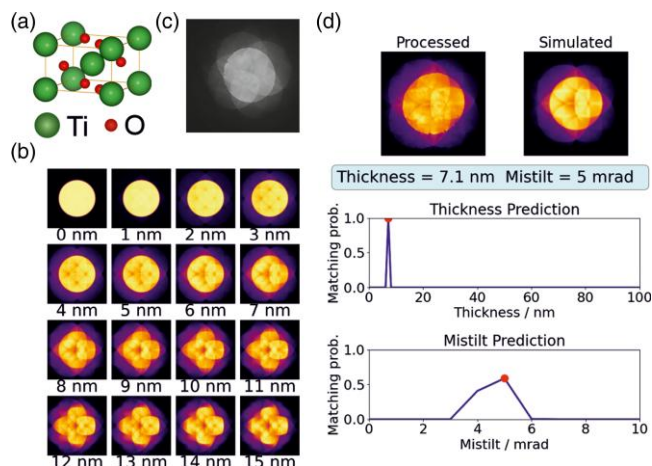 (a)
Ti
O
(b)
0 nm 1 nm 2 nm 3 nm
4 nm 5 nm 6 nm 7 nm
8 nm 9 nm 10 nm 11 nm
12 nm 13 nm 14 nm 15 nm
(c)
(d)
Processed Simulated
Thickness = 7.1 nm Mistilt = 5 mrad
Thickness Prediction
Matching prob.
1.0
0.5
0.0
0 20 40 60 80 100
Thickness / nm
Mistilt Prediction
Matching prob.
1.0
0.5
0.0
0 2 4 6 8 10
Mistilt / mrad